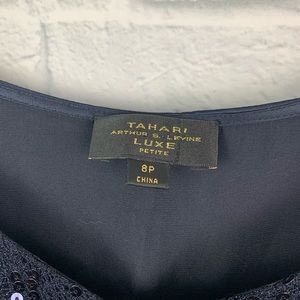 TAHARI
ARTHUR S. LEVINE
LUXE
PETITE
8P
CHINA